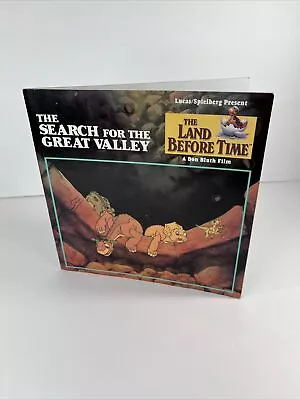 Lucas/Spielberg Present
THE
LAND
BEFORE TIME
A Don Bluth Film
THE
SEARCH FOR THE
GREAT VALLEY